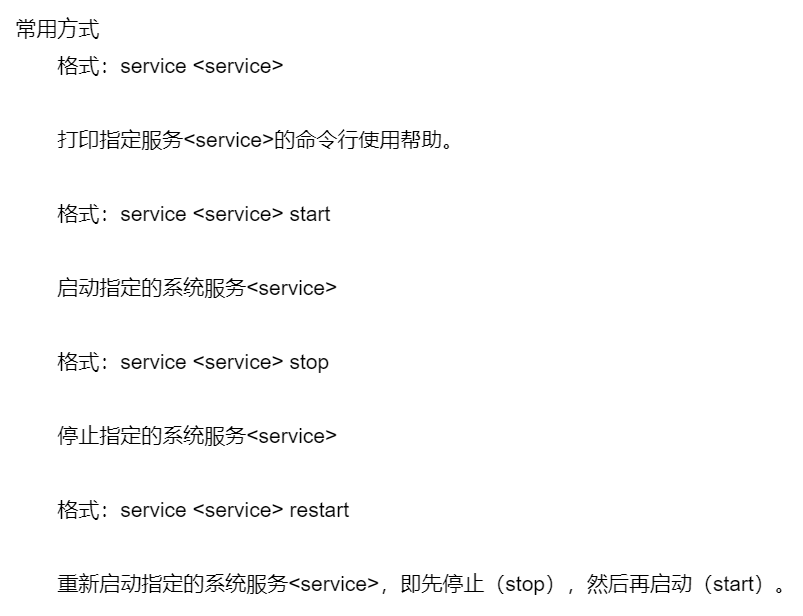 常用方式
格式：service <service>
打印指定服务<service>的命令行使用帮助。
格式：service <service> start
启动指定的系统服务<service>
格式：service <service> stop
停止指定的系统服务<service>
格式：service <service> restart
重新启动指定的系统服务<service>，即先停止（stop），然后再启动（start）。